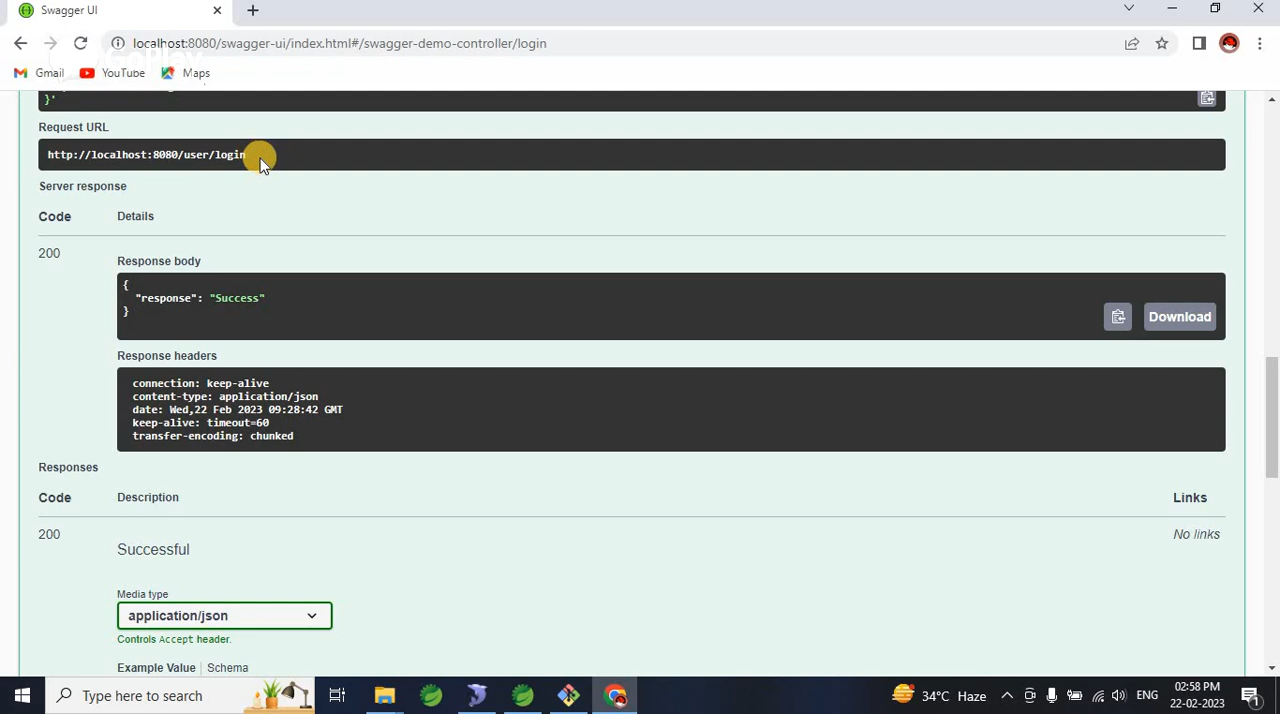 Swagger UI
localhost:8080/swagger-ui/index.html#/swagger-demo-controller/login
GoPlay
Gmail YouTube Maps
}'
Request URL
http://localhost:8080/user/login
Server response
Code Details
200
Response body
{
"response": "Success"
}
Download
Response headers
connection: keep-alive
content-type: application/json
date: Wed,22 Feb 2023 09:28:42 GMT
keep-alive: timeout=60
transfer-encoding: chunked
Responses
Code Description Links
200 No links
Successful
Media type
application/json
Controls Accept header.
Example Value Schema
Type here to search 34°C Haze ENG 02:58 PM
22-02-2023
1